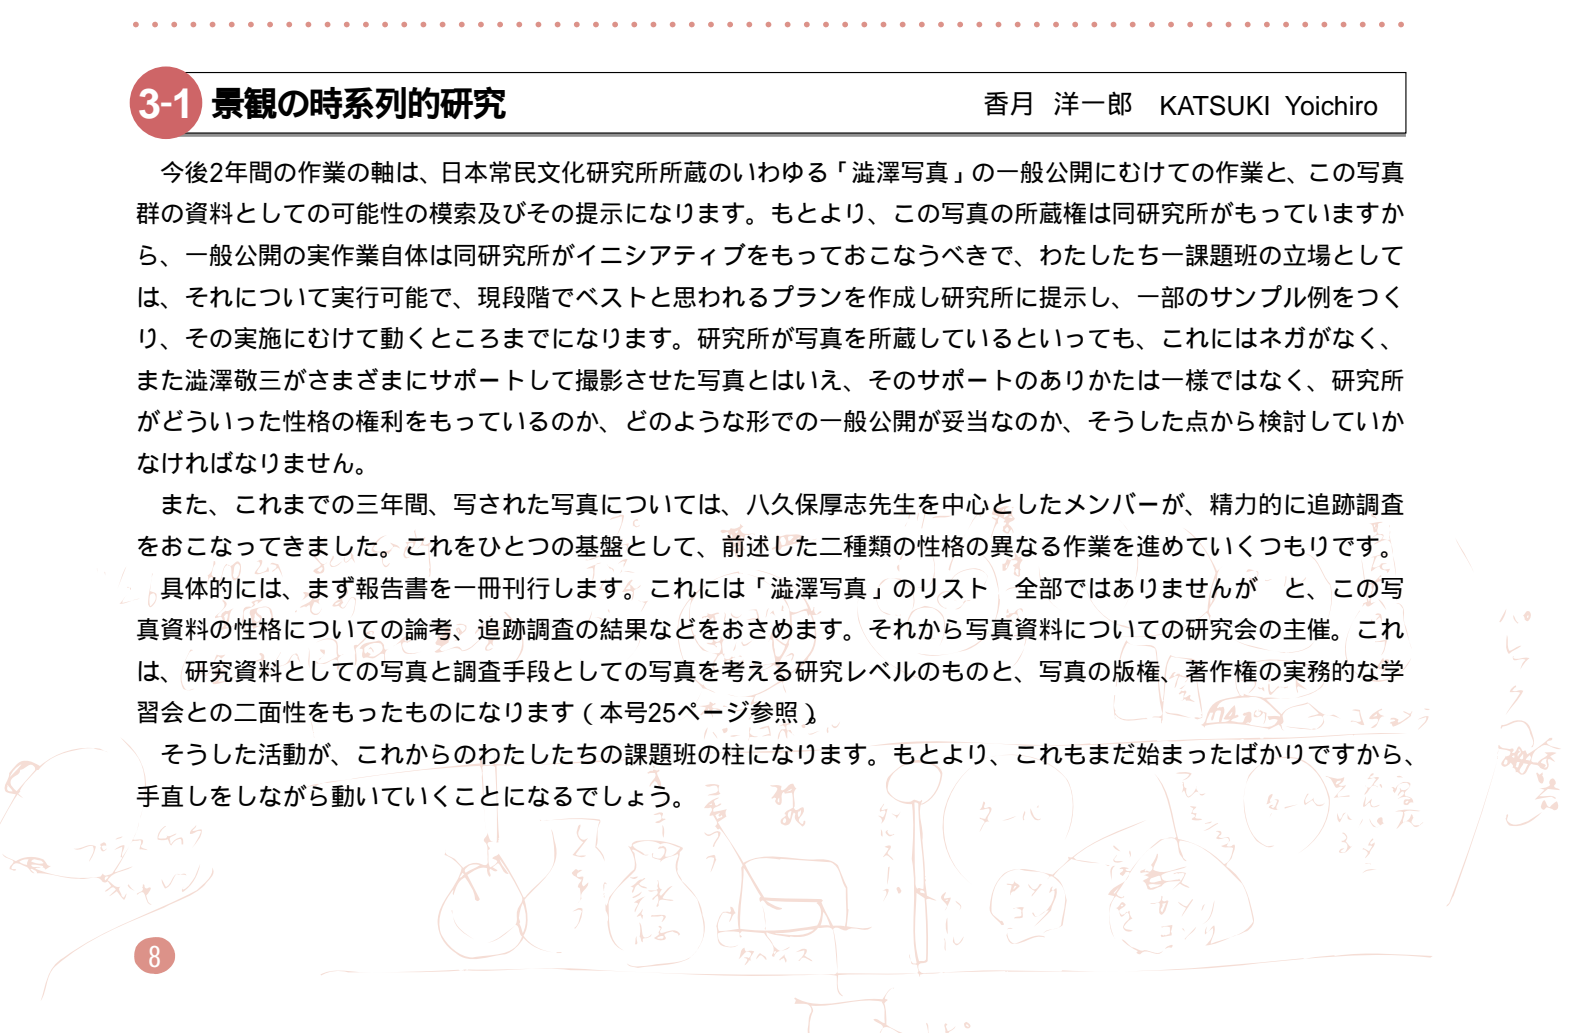 3-1 景観の時系列的研究 香月 洋一郎 KATSUKI Yoichiro
今後2年間の作業の軸は、日本常民文化研究所所蔵のいわゆる「澁澤写真」の一般公開にむけての作業と、この写真
群の資料としての可能性の模索及びその提示になります。もとより、この写真の所蔵権は同研究所がもっていますか
ら、一般公開の実作業自体は同研究所がイニシアティブをもっておこなうべきで、わたしたち一課題班の立場として
は、それについて実行可能で、現段階でベストと思われるプランを作成し研究所に提示し、一部のサンプル例をつく
り、その実施にむけて動くところまでになります。研究所が写真を所蔵しているといっても、これにはネガがなく、
また澁澤敬三がさまざまにサポートして撮影させた写真とはいえ、そのサポートのありかたは一様ではなく、研究所
がどういった性格の権利をもっているのか、どのような形での一般公開が妥当なのか、そうした点から検討していか
なければなりません。
また、これまでの三年間、写された写真については、八久保厚志先生を中心としたメンバーが、精力的に追跡調査
をおこなってきました。これをひとつの基盤として、前述した二種類の性格の異なる作業を進めていくつもりです。
具体的には、まず報告書を一冊刊行します。これには「澁澤写真」のリスト 全部ではありませんが と、この写
真資料の性格についての論考、追跡調査の結果などをおさめます。それから写真資料についての研究会の主催。これ
は、研究資料としての写真と調査手段としての写真を考える研究レベルのものと、写真の版権、著作権の実務的な学
習会との二面性をもったものになります(本号25ページ参照)。
そうした活動が、これからのわたしたちの課題班の柱になります。もとより、これもまだ始まったばかりですから、
手直しをしながら動いていくことになるでしょう。
タール
8